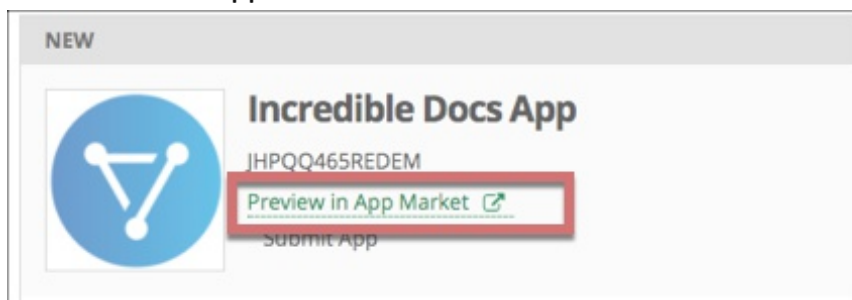 NEW
Incredible Docs App
JHPQQ465REDEM
Preview in App Market
Submit App